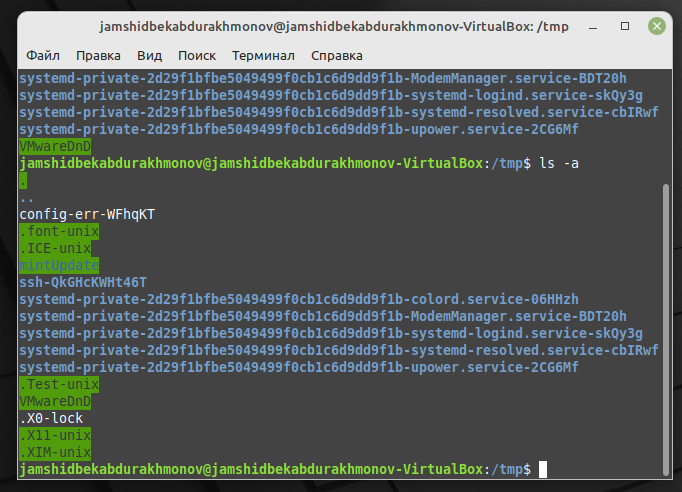 jamshidbekabdurakhmonov@jamshidbekabdurakhmonov-VirtualBox: /tmp
Файл Правка Вид Поиск Терминал Справка
systemd-private-2d29f1bfbe5049499f0cb1c6d9dd9f1b-ModemManager.service-BDT20h
systemd-private-2d29f1bfbe5049499f0cb1c6d9dd9f1b-systemd-logind.service-skQy3g
systemd-private-2d29f1bfbe5049499f0cb1c6d9dd9f1b-systemd-resolved.service-cbIRwf
systemd-private-2d29f1bfbe5049499f0cb1c6d9dd9f1b-upower.service-2CG6Mf
VMwareDnD
jamshidbekabdurakhmonov@jamshidbekabdurakhmonov-VirtualBox:/tmp$ ls -a
.
..
config-err-WFhqKT
.font-unix
.ICE-unix
mintUpdate
ssh-QkGHcKWHt46T
systemd-private-2d29f1bfbe5049499f0cb1c6d9dd9f1b-colord.service-06HHzh
systemd-private-2d29f1bfbe5049499f0cb1c6d9dd9f1b-ModemManager.service-BDT20h
systemd-private-2d29f1bfbe5049499f0cb1c6d9dd9f1b-systemd-logind.service-skQy3g
systemd-private-2d29f1bfbe5049499f0cb1c6d9dd9f1b-systemd-resolved.service-cbIRwf
systemd-private-2d29f1bfbe5049499f0cb1c6d9dd9f1b-upower.service-2CG6Mf
.Test-unix
VMwareDnD
.X0-lock
.X11-unix
.XIM-unix
jamshidbekabdurakhmonov@jamshidbekabdurakhmonov-VirtualBox:/tmp$